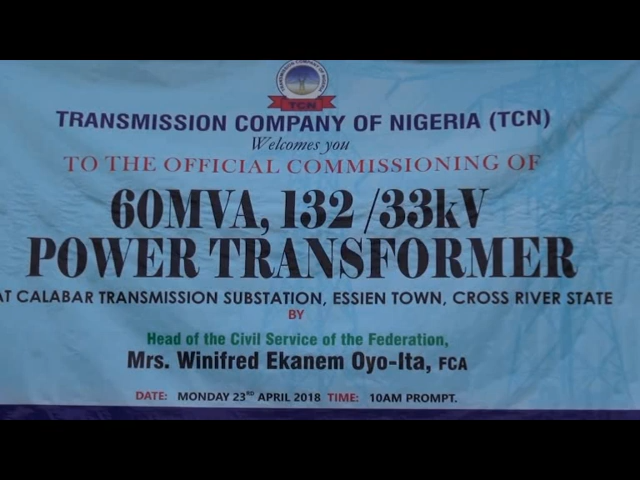 TCN
TRANSMISSION COMPANY OF NIGERIA (TCN)
Welcomes you
TO THE OFFICIAL COMMISSIONING OF
60MVA, 132 /33kV
POWER TRANSFORMER
AT CALABAR TRANSMISSION SUBSTATION, ESSIEN TOWN, CROSS RIVER STATE
BY
Head of the Civil Service of the Federation,
Mrs. Winifred Ekanem Oyo-Ita, FCA
DATE: MONDAY 23RD APRIL 2018 TIME: 10AM PROMPT.